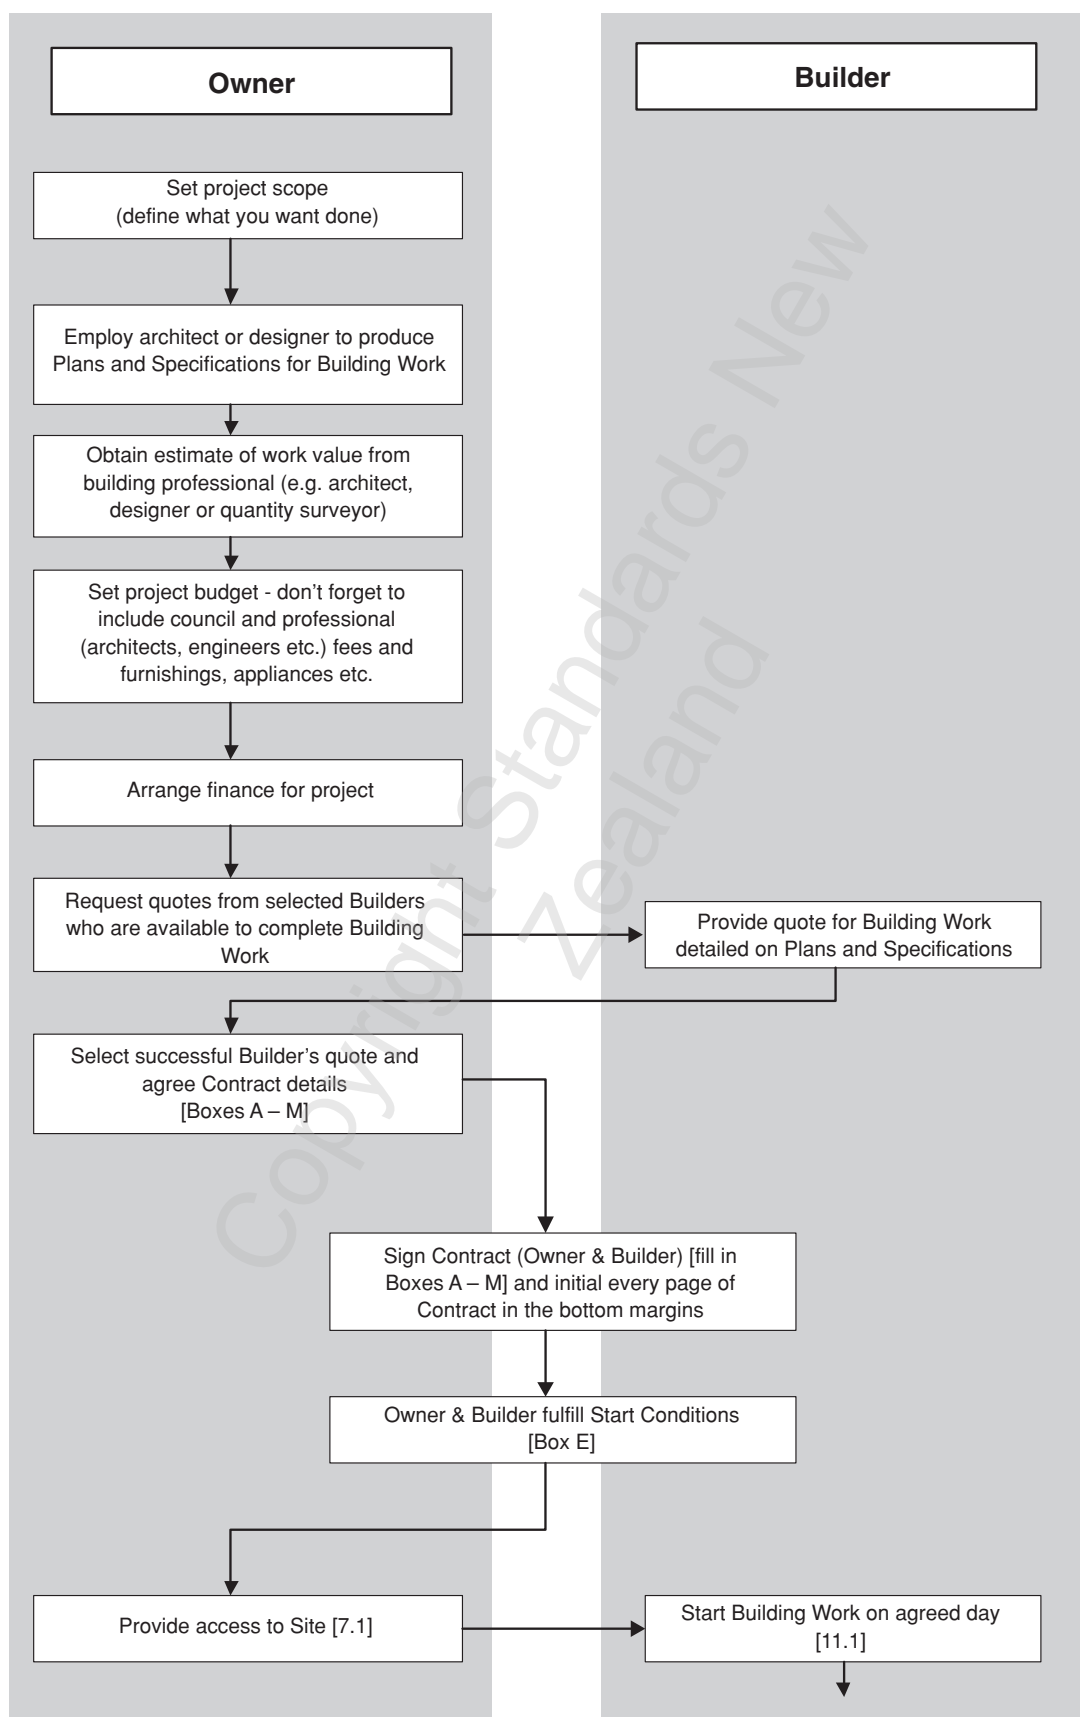 Owner
Builder
Set project scope
(define what you want done)
Employ architect or designer to produce
Plans and Specifications for Building Work
Obtain estimate of work value from
building professional (e.g. architect,
designer or quantity surveyor)
Set project budget - don't forget to
include council and professional
(architects, engineers etc.) fees and
furnishings, appliances etc.
Arrange finance for project
Request quotes from selected Builders
who are available to complete Building
Work
Provide quote for Building Work
detailed on Plans and Specifications
Select successful Builder's quote and
agree Contract details
[Boxes A – M]
Sign Contract (Owner & Builder) [fill in
Boxes A – M] and initial every page of
Contract in the bottom margins
Owner & Builder fulfill Start Conditions
[Box E]
Provide access to Site [7.1]
Start Building Work on agreed day
[11.1]
Copyright Standards New
Zealand